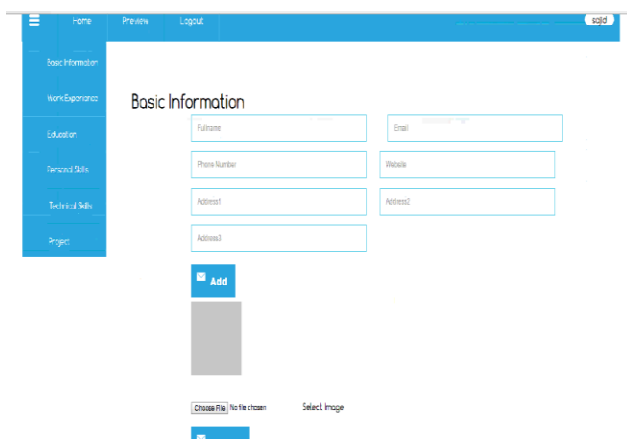 Home Preview Logout sajid
Basic Information
Work Experience
Education
Personal Skills
Technical Skills
Project
Basic Information
Fullname Email
Phone Number Website
Address1 Address2
Address3
Add
Choose File No file chosen Select Image